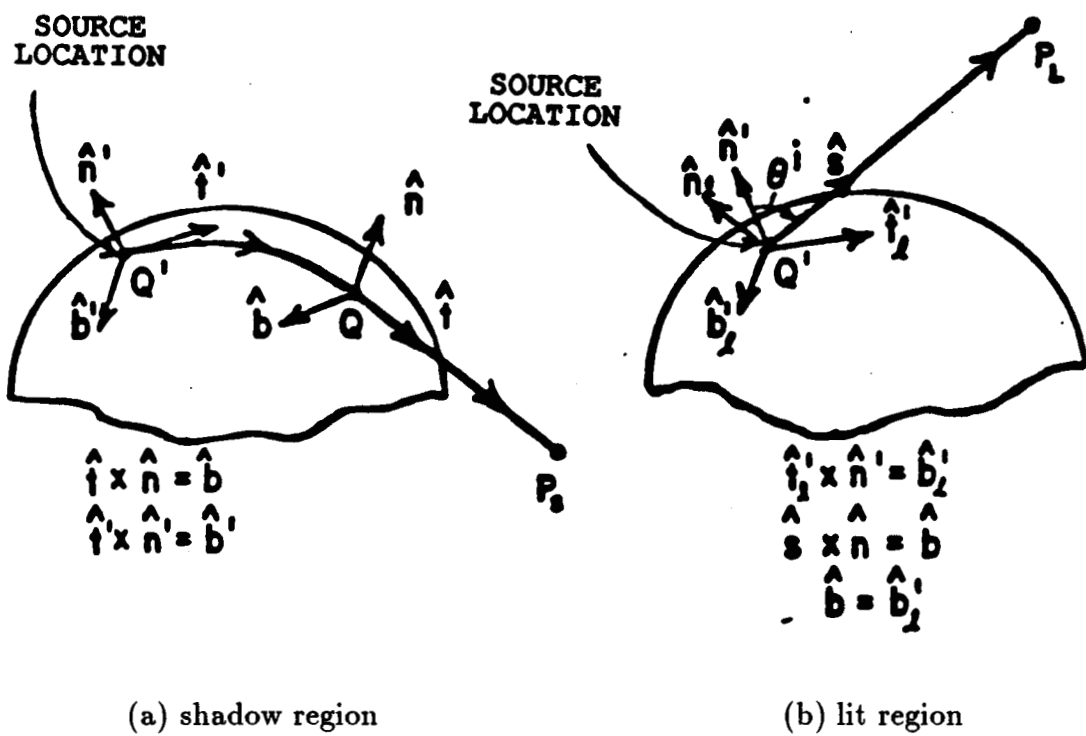 SOURCE
LOCATION
n̂'
t̂'
n̂
Q'
b̂'
b̂
Q
t̂
P_s
t̂ x n̂ = b̂
t̂' x n̂' = b̂'
(a) shadow region
SOURCE
LOCATION
P_L
n̂'
n̂_ℓ
θ^i
ŝ
t̂'_ℓ
Q'
b̂'_ℓ
t̂'_ℓ x n̂' = b̂'_ℓ
ŝ x n̂ = b̂
b̂ = b̂'_ℓ
(b) lit region